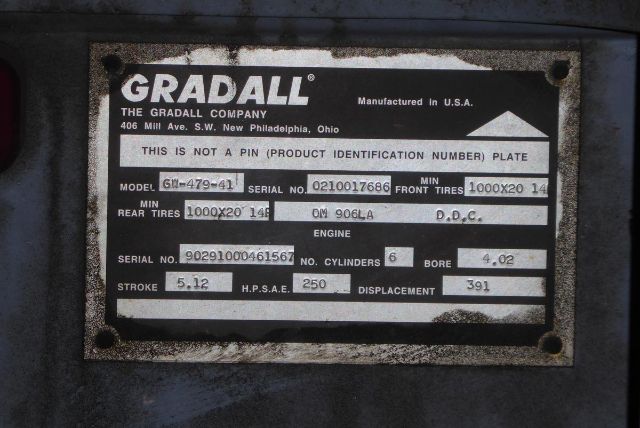 GRADALL®
THE GRADALL COMPANY
406 Mill Ave. S.W. New Philadelphia, Ohio
Manufactured in U.S.A.
THIS IS NOT A PIN (PRODUCT IDENTIFICATION NUMBER) PLATE
MODEL GW-479-41 SERIAL NO. 0210017686 MIN FRONT TIRES 1000X20 14
MIN REAR TIRES 1000X20 14P OM 906LA D.D.C.
ENGINE
SERIAL NO. 90291000461567 NO. CYLINDERS 6 BORE 4.02
STROKE 5.12 H.P.S.A.E. 250 DISPLACEMENT 391